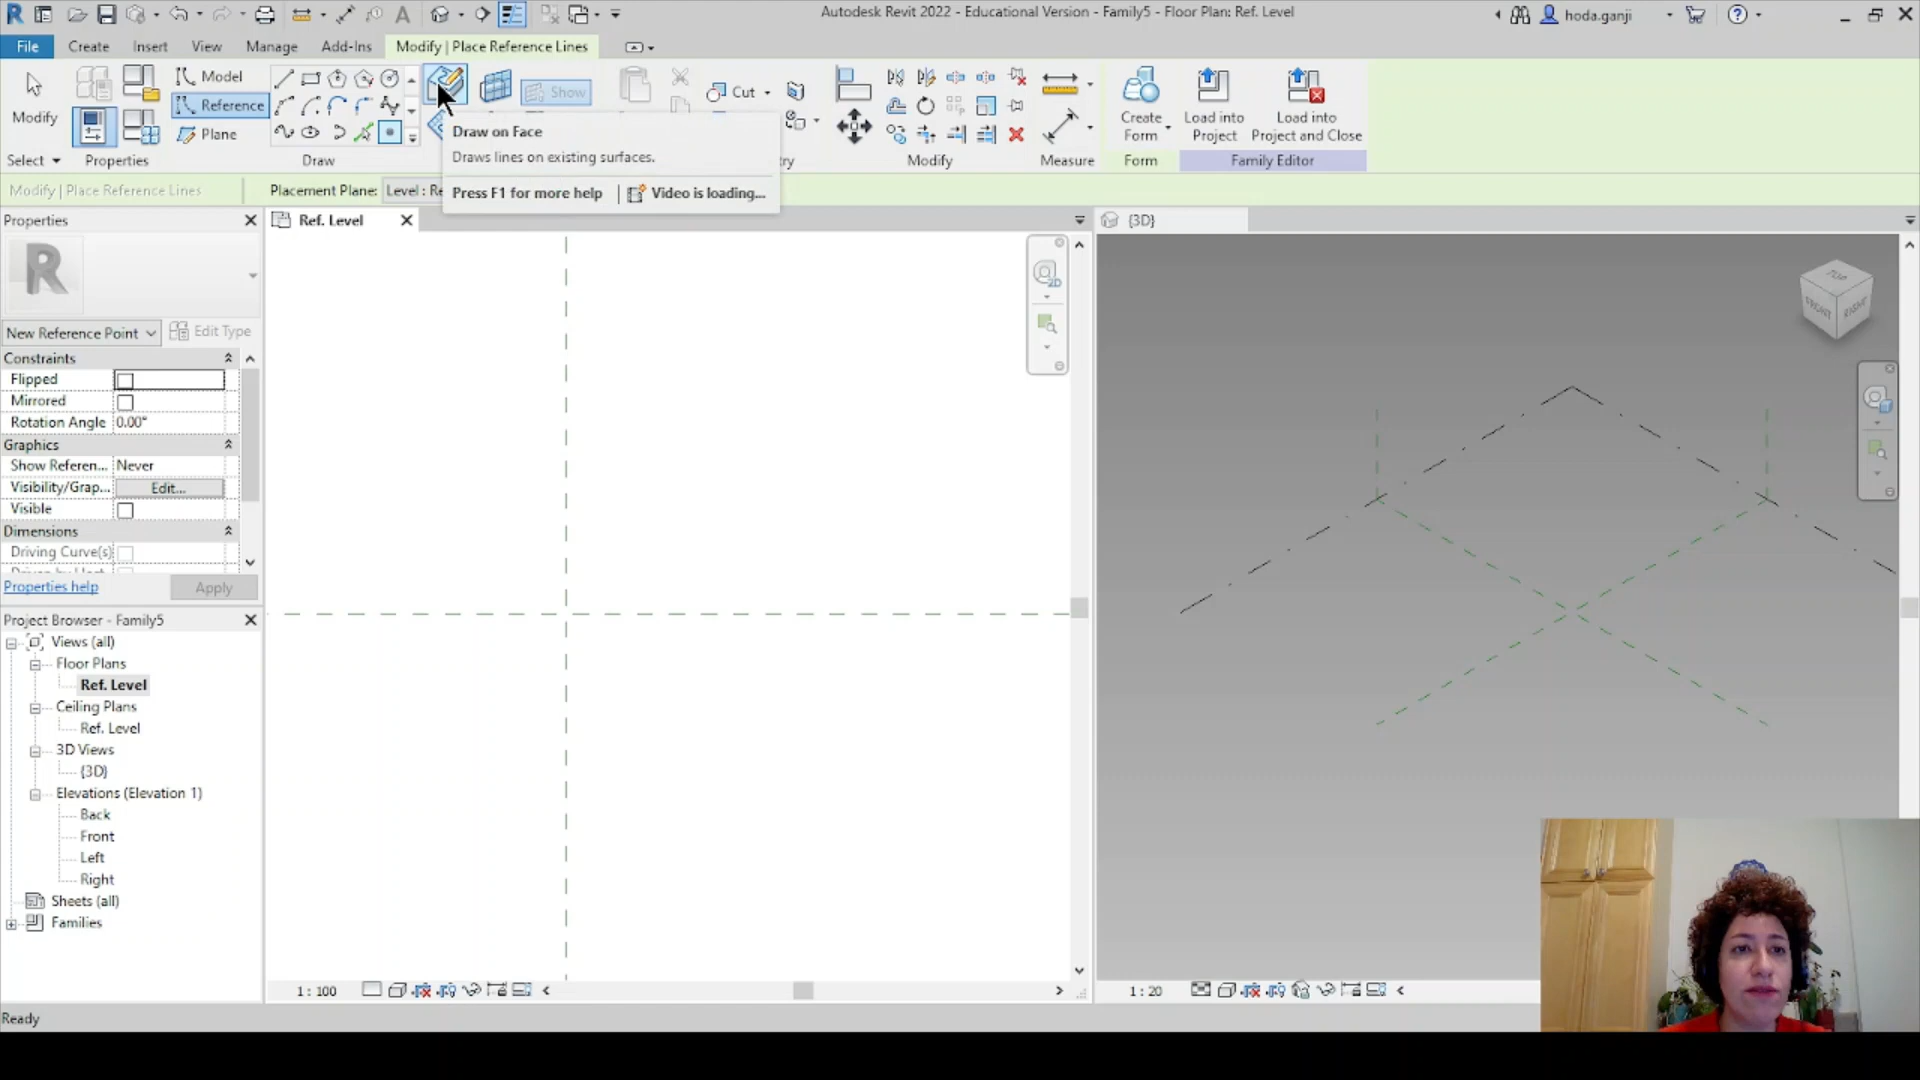 Autodesk Revit 2022 - Educational Version - Family5 - Floor Plan: Ref. Level
hoda.ganji
File
Create
Insert
View
Manage
Add-Ins
Modify | Place Reference Lines
Modify
Model
Reference
Plane
Show
Cut
Create Form
Load into Project
Load into Project and Close
Select
Properties
Draw
Modify
Measure
Form
Family Editor
Draw on Face
Draws lines on existing surfaces.
Press F1 for more help
Video is loading...
Modify | Place Reference Lines
Placement Plane:
Level : Re
Properties
Ref. Level
{3D}
New Reference Point
Edit Type
Constraints
Flipped
Mirrored
Rotation Angle 0.00°
Graphics
Show Referen... Never
Visibility/Grap... Edit...
Visible
Dimensions
Driving Curve(s)
Properties help
Apply
Project Browser - Family5
Views (all)
Floor Plans
Ref. Level
Ceiling Plans
Ref. Level
3D Views
{3D}
Elevations (Elevation 1)
Back
Front
Left
Right
Sheets (all)
Families
2D
TOP
FRONT
RIGHT
1 : 100
1 : 20
Ready